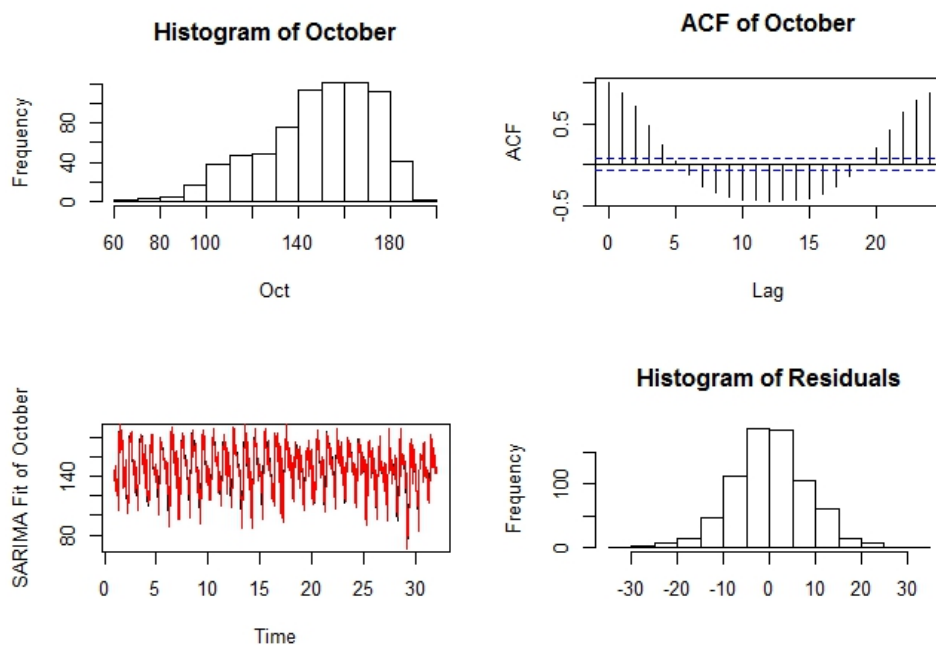 Histogram of October
Frequency
0 40 80
60 80 100 140 180
Oct
ACF of October
ACF
-0.5 0.5
0 5 10 15 20
Lag
SARIMA Fit of October
80 140
0 5 10 15 20 25 30
Time
Histogram of Residuals
Frequency
0 100
-30 -20 -10 0 10 20 30